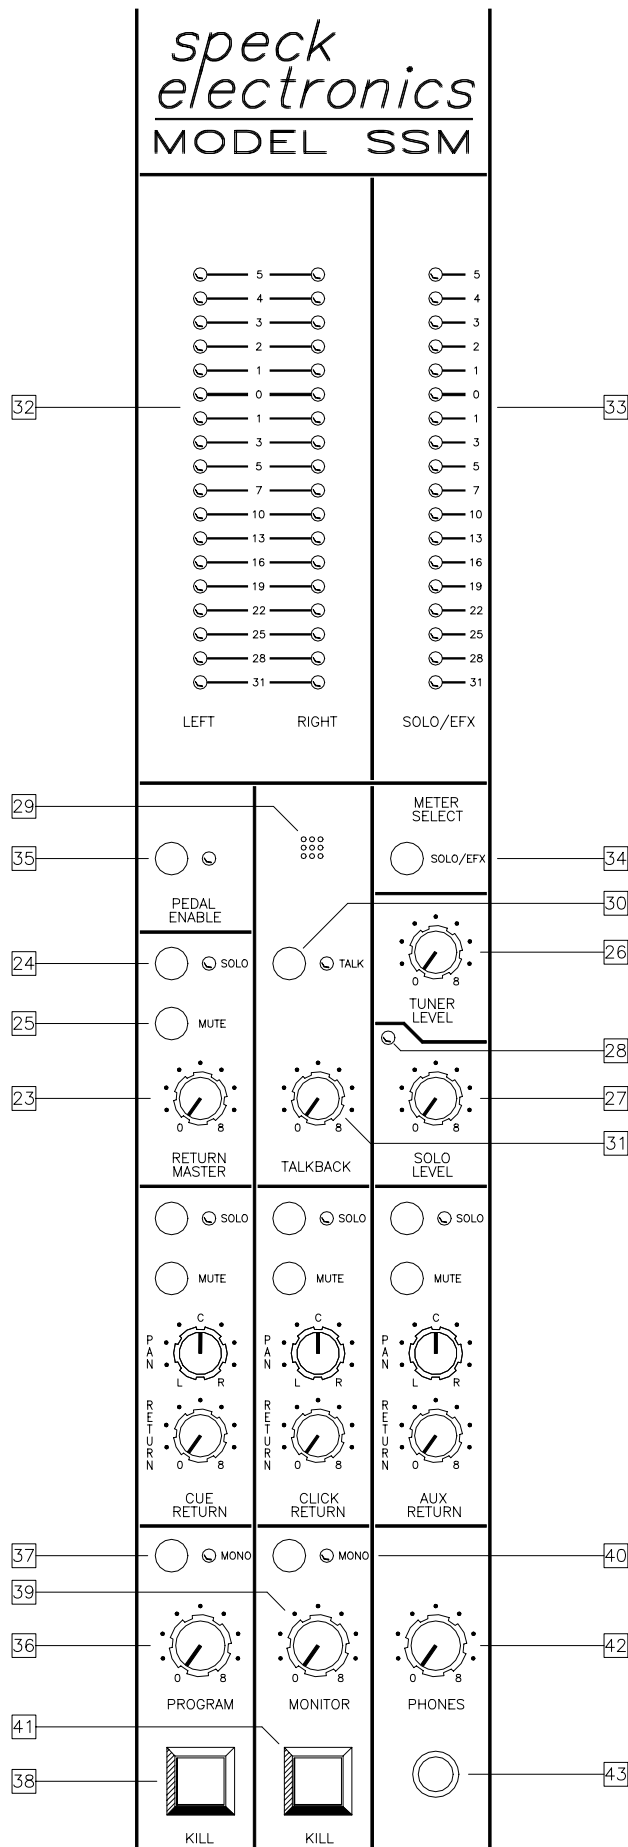 speck
electronics
MODEL SSM
5 5
4 4
3 3
2 2
1 1
0 0
32 33
1 1
3 3
5 5
7 7
10 10
13 13
16 16
19 19
22 22
25 25
28 28
31 31
LEFT RIGHT SOLO/EFX
29
METER
SELECT
35 SOLO/EFX 34
PEDAL
ENABLE
30
24 SOLO TALK 26
0 8
TUNER
LEVEL
25 MUTE
28
23 27
0 8 0 8 0 8
31
RETURN
MASTER
TALKBACK
SOLO
LEVEL
SOLO SOLO SOLO
MUTE MUTE MUTE
C C C
PAN PAN PAN
L R L R L R
RETURN RETURN RETURN
0 8 0 8 0 8
CUE
RETURN
CLICK
RETURN
AUX
RETURN
37 MONO MONO 40
39
36 42
0 8 0 8 0 8
PROGRAM MONITOR PHONES
41
38 43
KILL KILL